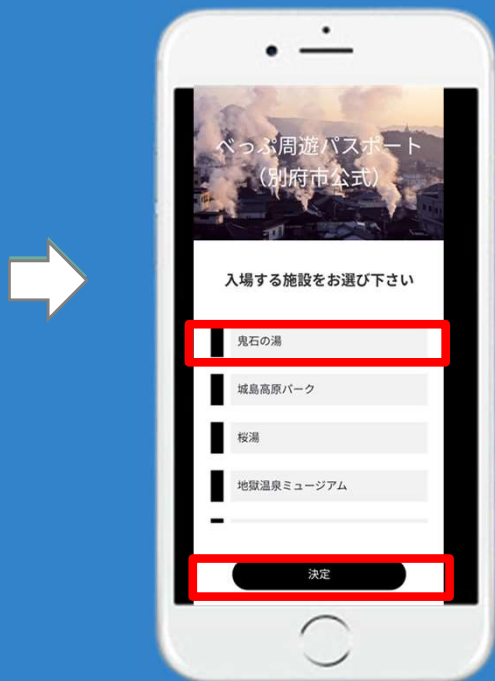 べっぷ周遊パスポート
(別府市公式)
入場する施設をお選び下さい
鬼石の湯
城島高原パーク
桜湯
地獄温泉ミュージアム
決定